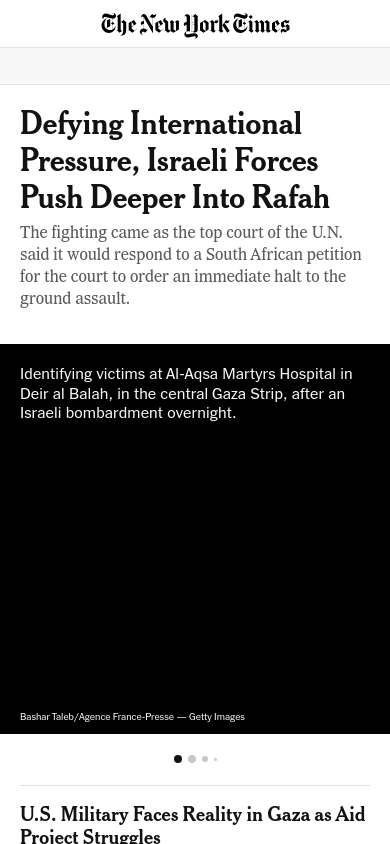 The New York Times
Defying International
Pressure, Israeli Forces
Push Deeper Into Rafah
The fighting came as the top court of the U.N.
said it would respond to a South African petition
for the court to order an immediate halt to the
ground assault.
Identifying victims at Al-Aqsa Martyrs Hospital in
Deir al Balah, in the central Gaza Strip, after an
Israeli bombardment overnight.
Bashar Taleb/Agence France-Presse — Getty Images
U.S. Military Faces Reality in Gaza as Aid
Project Struggles